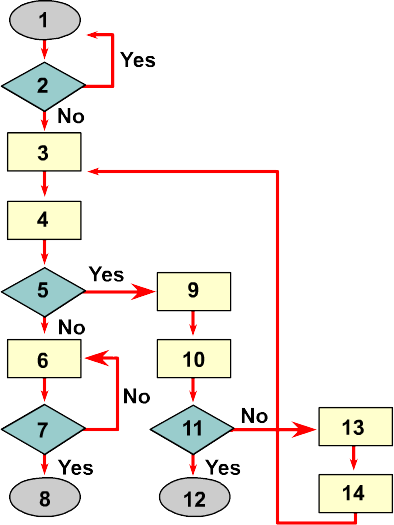 1
Yes
2
No
3
4
Yes
5
9
No
6
10
No
No
7
11
13
Yes
Yes
8
12
14